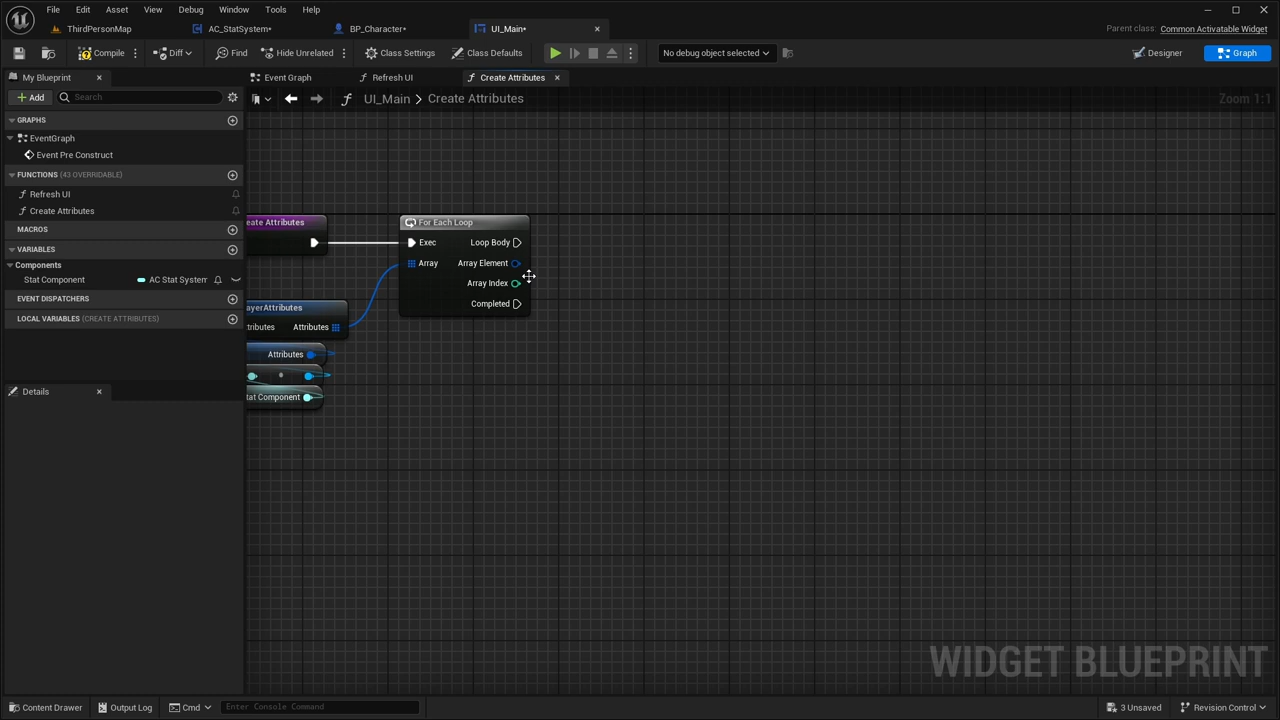 File Edit Asset View Debug Window Tools Help
ThirdPersonMap AC_StatSystem* BP_Character* UI_Main*
Parent class: Common Activatable Widget
Compile Diff Find Hide Unrelated Class Settings Class Defaults No debug object selected Designer Graph
My Blueprint Event Graph Refresh UI Create Attributes
Add Search UI_Main > Create Attributes Zoom 1:1
GRAPHS
EventGraph
Event Pre Construct
FUNCTIONS (43 OVERRIDABLE)
Refresh UI
Create Attributes
MACROS
VARIABLES
Components
Stat Component AC Stat System
EVENT DISPATCHERS
LOCAL VARIABLES (CREATE ATTRIBUTES)
Details
eate Attributes
For Each Loop
Exec Loop Body
Array Array Element
Array Index
Completed
ayerAttributes
ttributes Attributes
Attributes
tat Component
WIDGET BLUEPRINT
Content Drawer Output Log Cmd Enter Console Command 3 Unsaved Revision Control